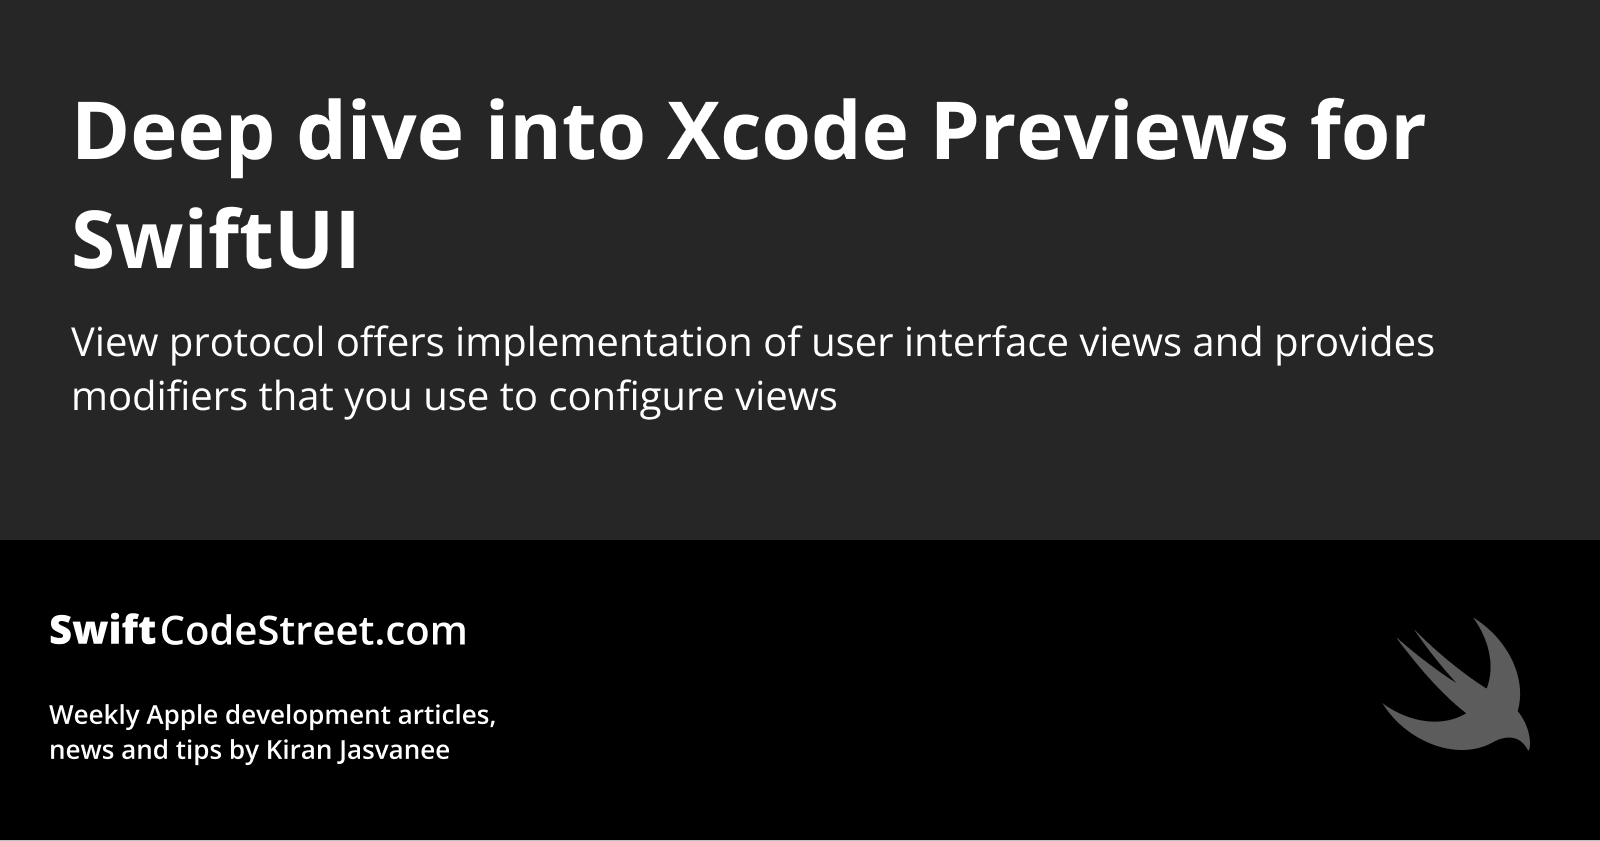 Deep dive into Xcode Previews for
SwiftUI
View protocol offers implementation of user interface views and provides
modifiers that you use to configure views
SwiftCodeStreet.com
Weekly Apple development articles,
news and tips by Kiran Jasvanee